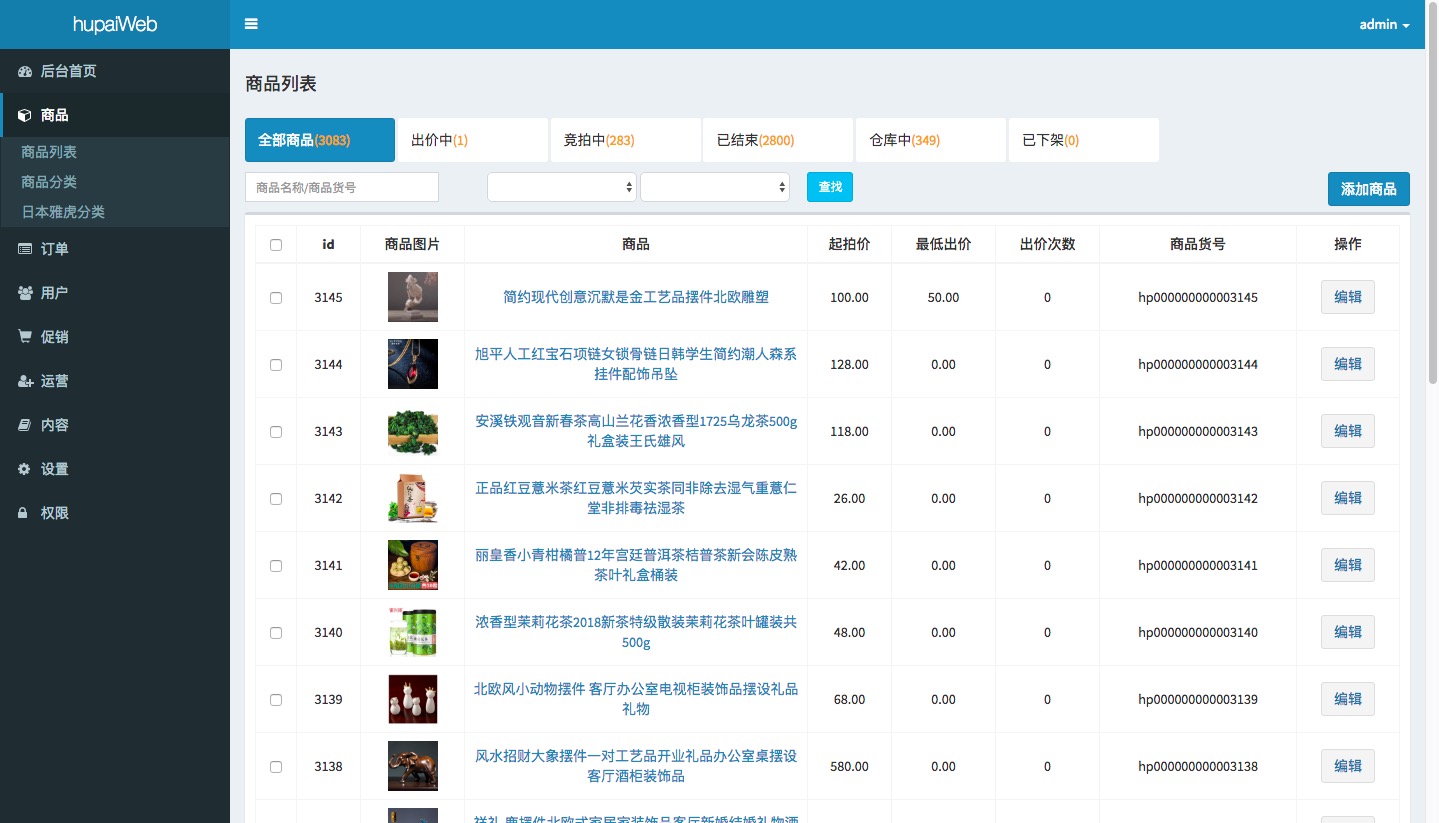 hupaiWeb
admin
后台首页
商品
商品列表
商品分类
日本雅虎分类
订单
用户
促销
运营
内容
设置
权限
商品列表
全部商品(3083) 出价中(1) 竞拍中(283) 已结束(2800) 仓库中(349) 已下架(0)
商品名称/商品货号 查找 添加商品
id 商品图片 商品 起拍价 最低出价 出价次数 商品货号 操作
3145 简约现代创意沉默是金工艺品摆件北欧雕塑 100.00 50.00 0 hp000000000003145 编辑
3144 旭平人工红宝石项链女锁骨链日韩学生简约潮人森系 128.00 0.00 0 hp000000000003144 编辑
挂件配饰吊坠
3143 安溪铁观音新春茶高山兰花香浓香型1725乌龙茶500g 118.00 0.00 0 hp000000000003143 编辑
礼盒装王氏雄风
3142 正品红豆薏米茶红豆薏米芡实茶同非除去湿气重薏仁 26.00 0.00 0 hp000000000003142 编辑
堂非排毒祛湿茶
3141 丽皇香小青柑橘普12年宫廷普洱茶桔普茶新会陈皮熟 42.00 0.00 0 hp000000000003141 编辑
茶叶礼盒桶装
3140 浓香型茉莉花茶2018新茶特级散装茉莉花茶叶罐装共 48.00 0.00 0 hp000000000003140 编辑
500g
3139 北欧风小动物摆件 客厅办公室电视柜装饰品摆设礼品 68.00 0.00 0 hp000000000003139 编辑
礼物
3138 风水招财大象摆件一对工艺品开业礼品办公室桌摆设 580.00 0.00 0 hp000000000003138 编辑
客厅酒柜装饰品